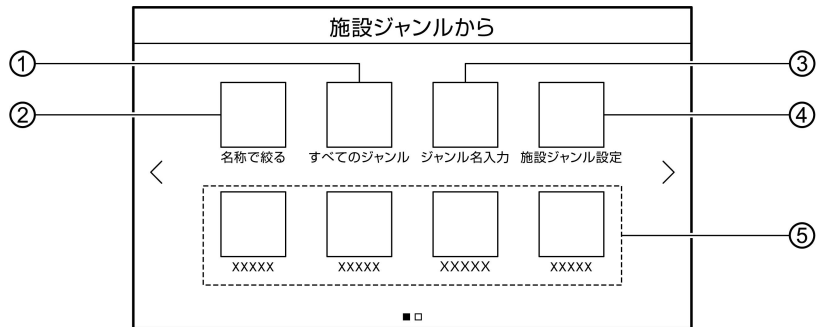 施設ジャンルから
① ③
② ④
名称で絞る すべてのジャンル ジャンル名入力 施設ジャンル設定
⑤
XXXXX XXXXX XXXXX XXXXX